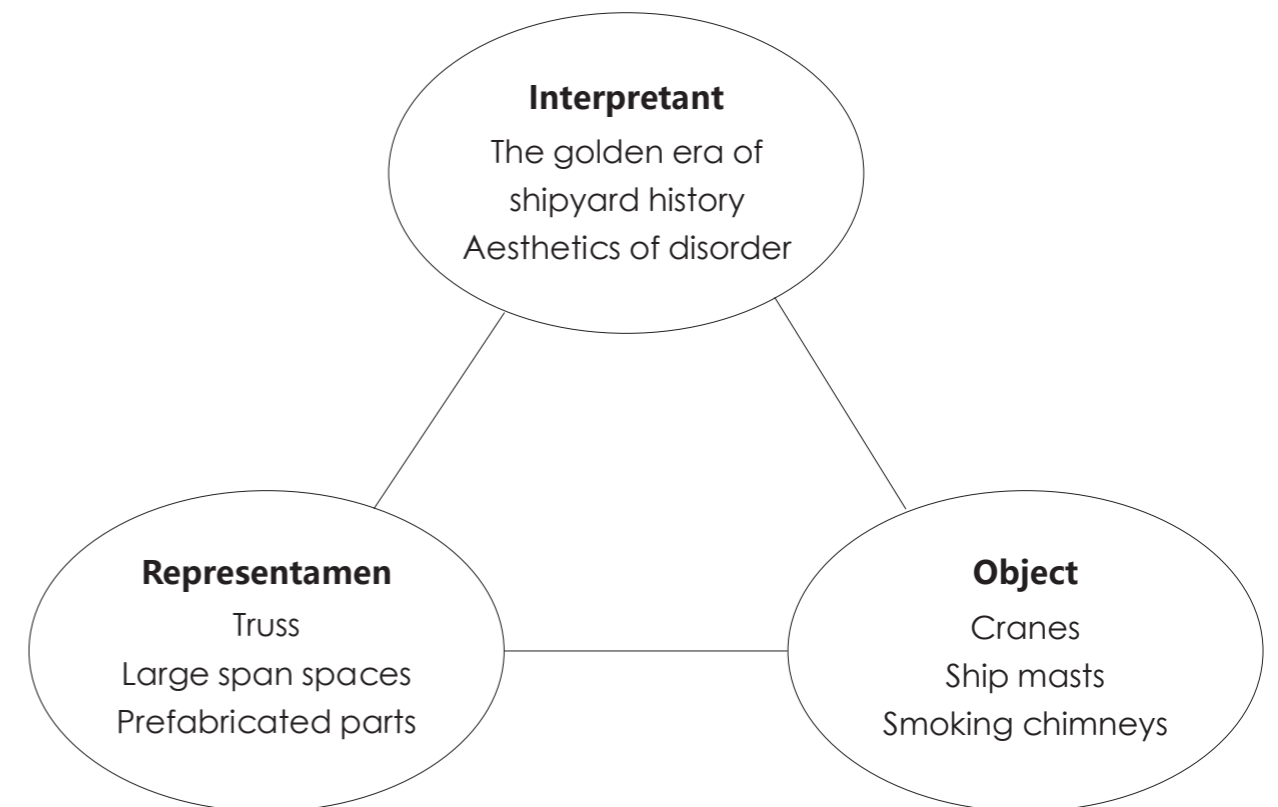 Interpretant
The golden era of
shipyard history
Aesthetics of disorder
Representamen
Truss
Large span spaces
Prefabricated parts
Object
Cranes
Ship masts
Smoking chimneys